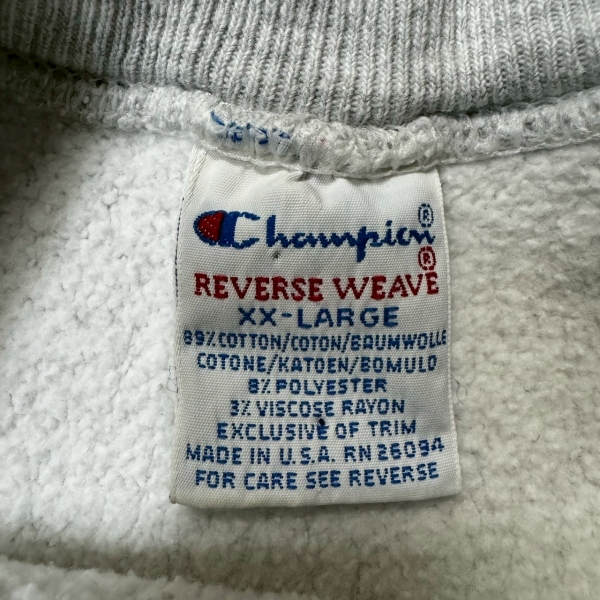 Champion®
REVERSE WEAVE®
XX-LARGE
89% COTTON/COTON/BAUMWOLLE
COTONE/KATOEN/BOMULD
8% POLYESTER
3% VISCOSE RAYON
EXCLUSIVE OF TRIM
MADE IN U.S.A. RN 26094
FOR CARE SEE REVERSE